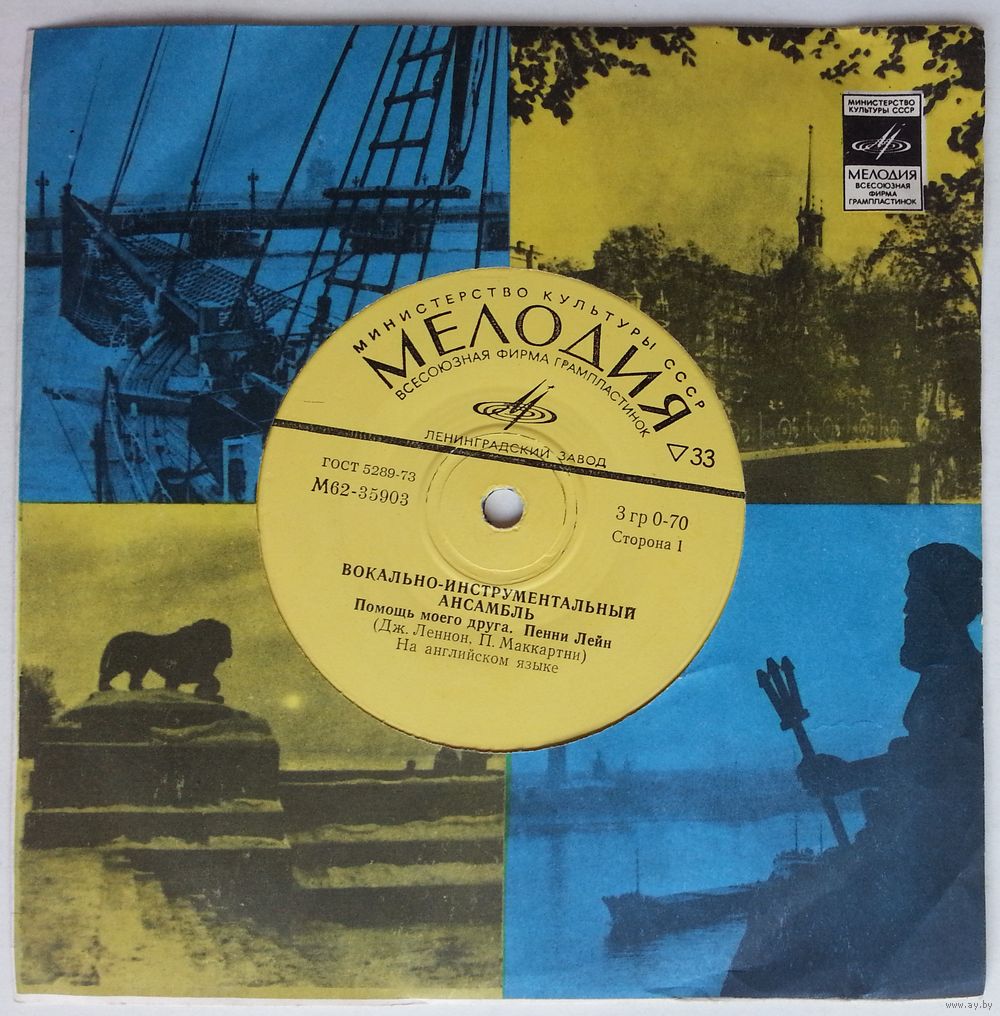 МИНИСТЕРСТВО
КУЛЬТУРЫ СССР
МЕЛОДИЯ
ВСЕСОЮЗНАЯ
ФИРМА
ГРАМПЛАСТИНОК
МИНИСТЕРСТВО КУЛЬТУРЫ СССР
МЕЛОДИЯ
ВСЕСОЮЗНАЯ ФИРМА ГРАМПЛАСТИНОК
ЛЕНИНГРАДСКИЙ ЗАВОД
▽33
ГОСТ 5289-73
М62-35903
3 гр 0-70
Сторона 1
ВОКАЛЬНО-ИНСТРУМЕНТАЛЬНЫЙ
АНСАМБЛЬ
Помощь моего друга. Пенни Лейн
(Дж. Леннон, П. Маккартни)
На английском языке
www.ay.by